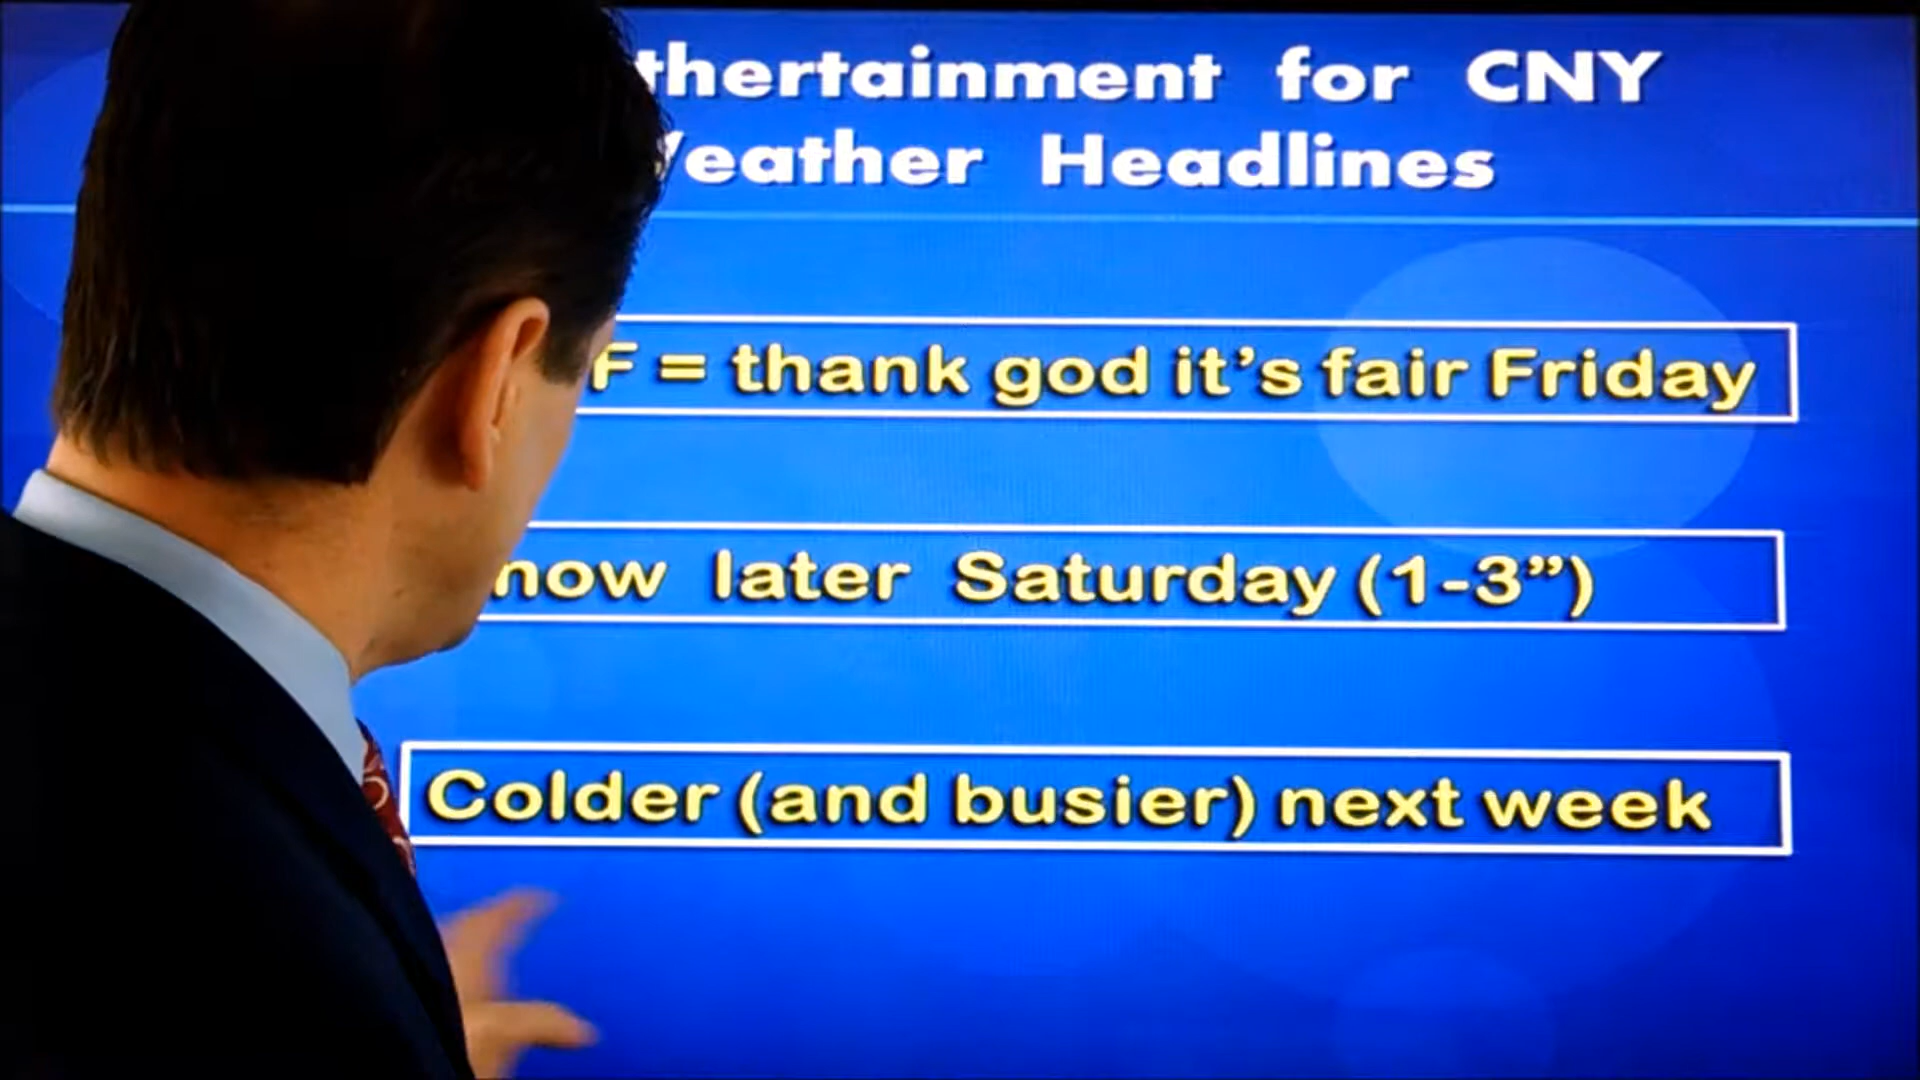 thertainment for CNY
eather Headlines
F = thank god it’s fair Friday
now later Saturday (1-3”)
Colder (and busier) next week